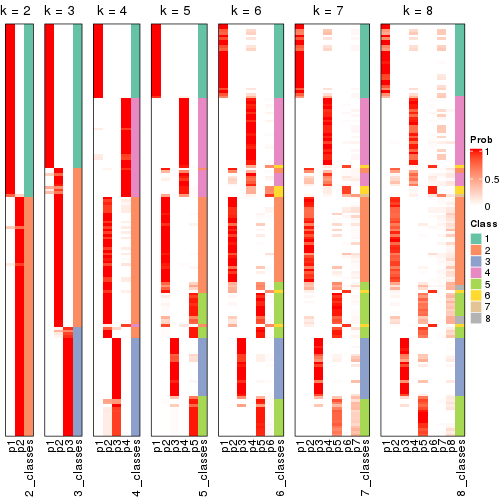 k = 2 k = 3 k = 4 k = 5 k = 6 k = 7 k = 8
Prob
1
0.5
0
Class
1
2
3
4
5
6
7
8
p1 p2 2_classes
p1 p2 p3 3_classes
p1 p2 p3 p4 4_classes
p1 p2 p3 p4 p5 5_classes
p1 p2 p3 p4 p5 p6 6_classes
p1 p2 p3 p4 p5 p6 p7 7_classes
p1 p2 p3 p4 p5 p6 p7 p8 8_classes